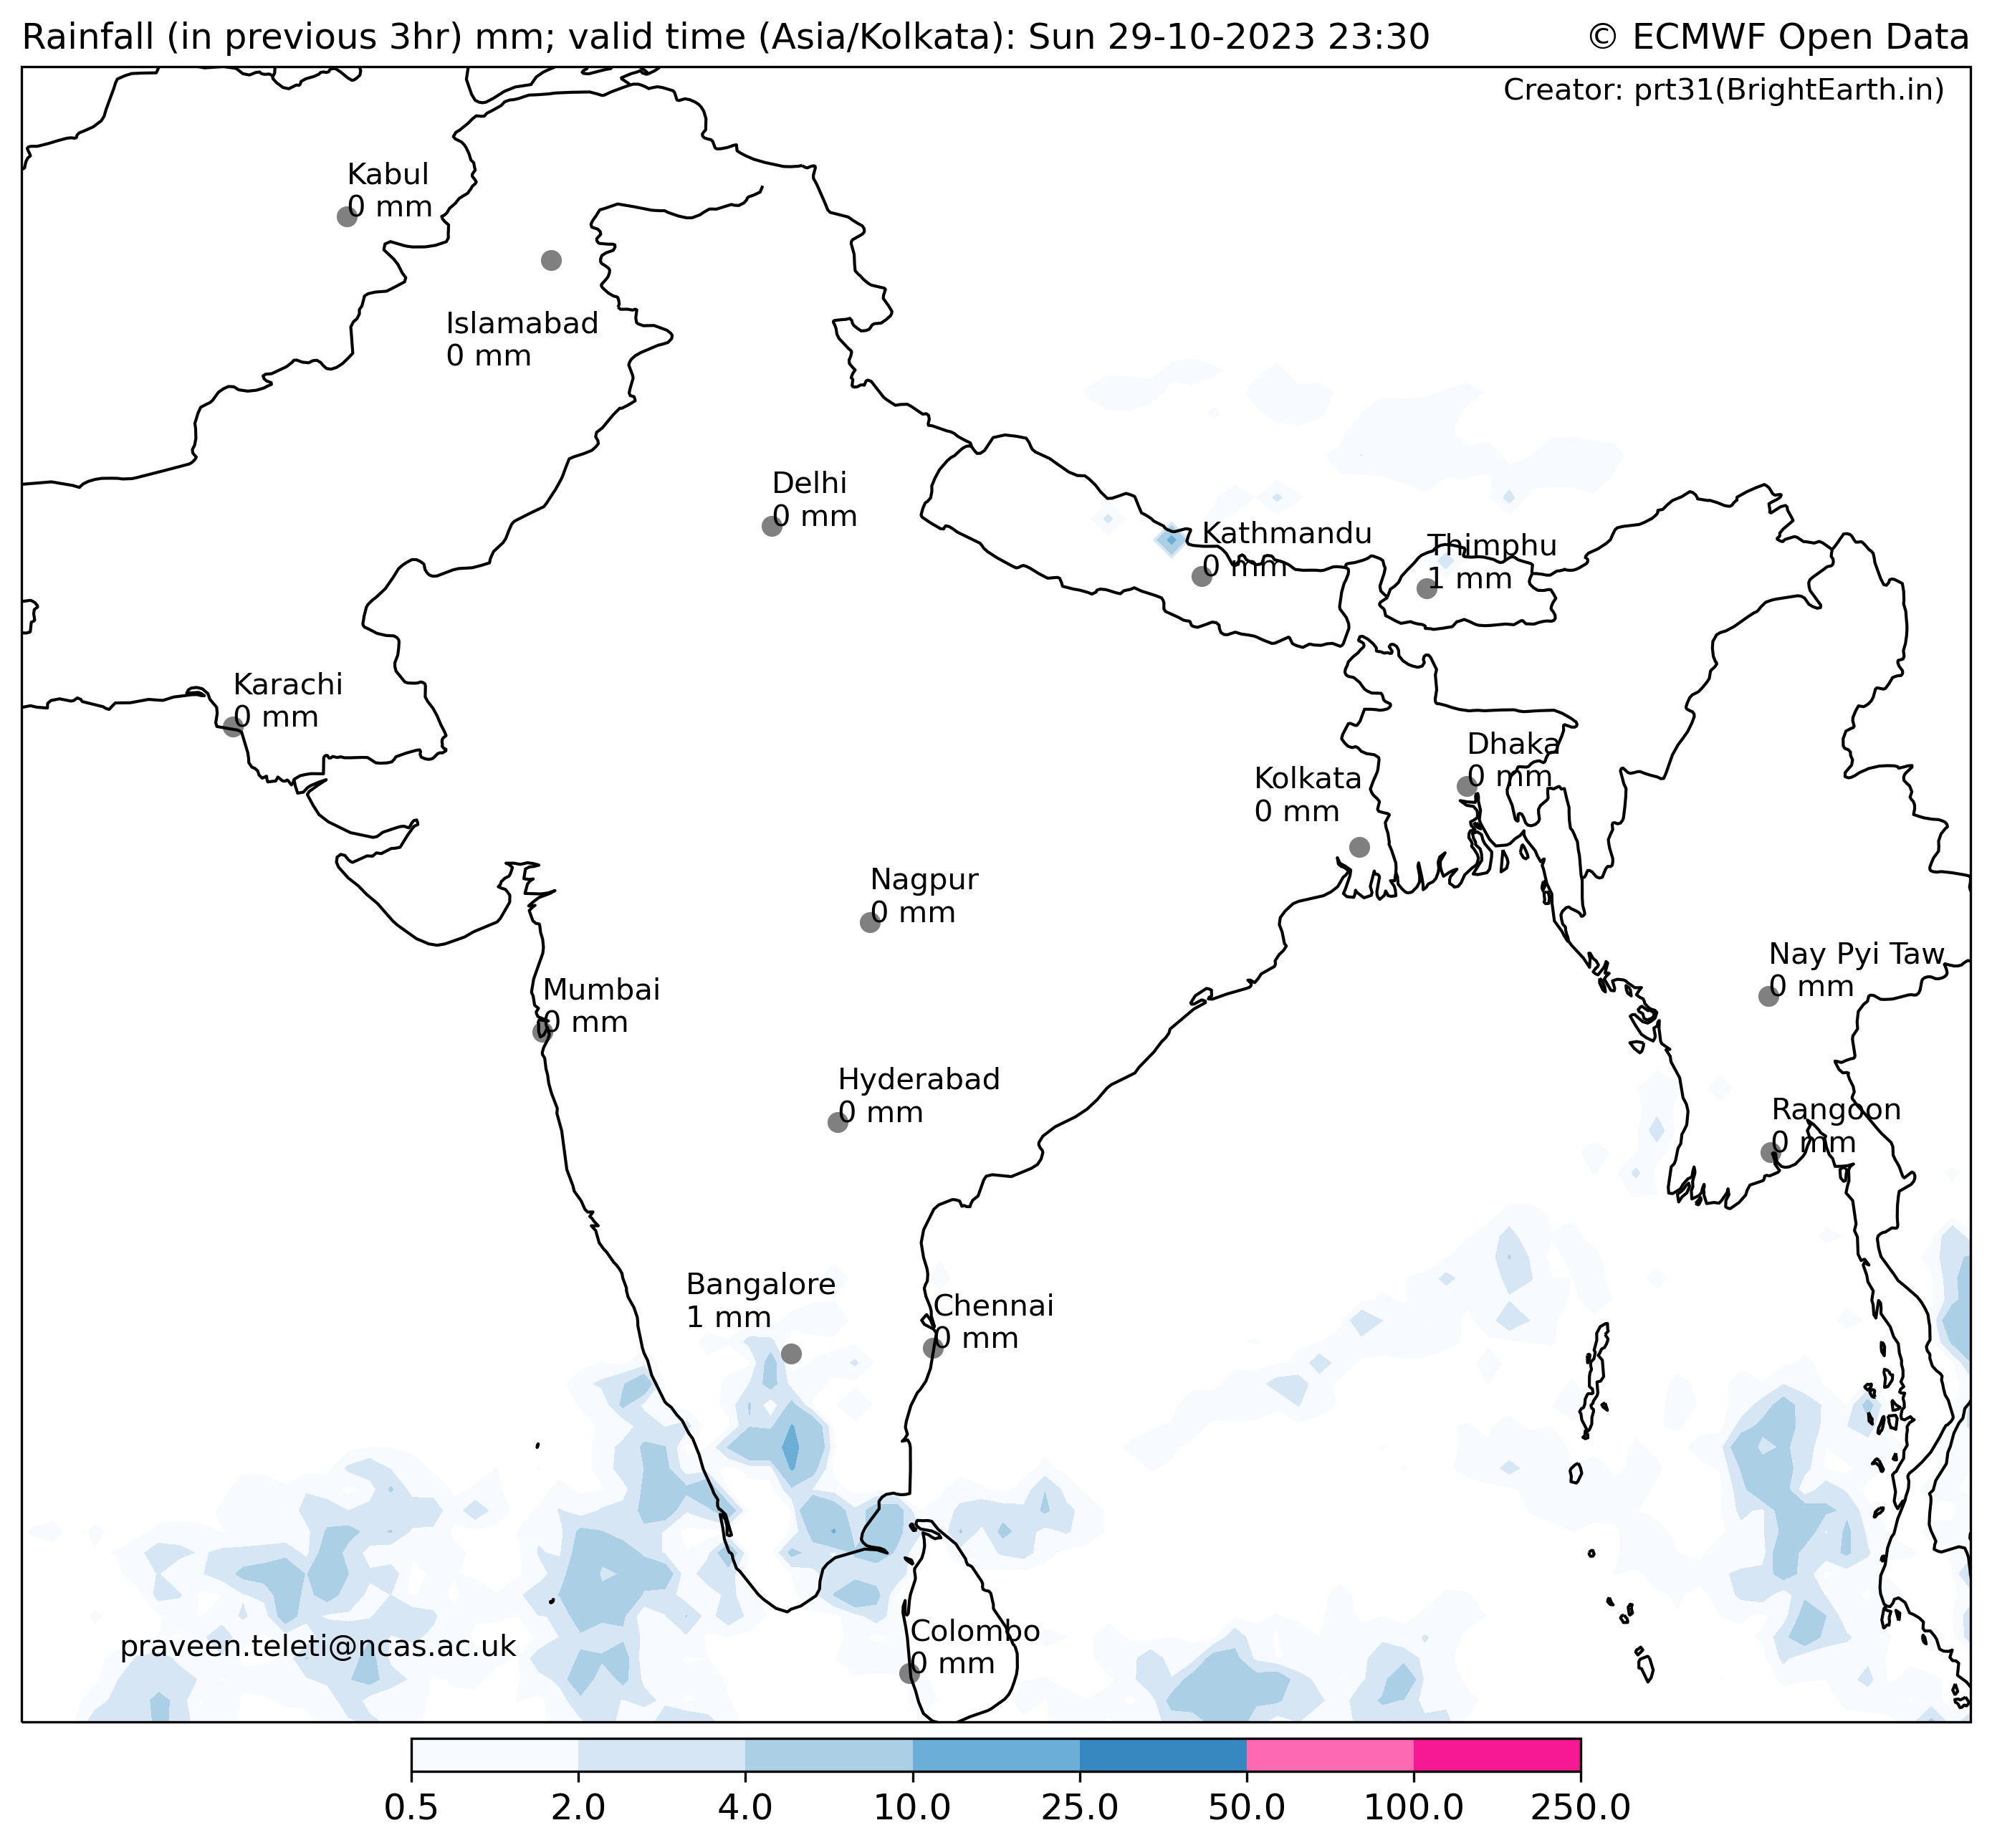 Rainfall (in previous 3hr) mm; valid time (Asia/Kolkata): Sun 29-10-2023 23:30
© ECMWF Open Data
Creator: prt31(BrightEarth.in)
Kabul
0 mm
Islamabad
0 mm
Delhi
0 mm
Kathmandu
0 mm
Thimphu
1 mm
Karachi
0 mm
Dhaka
0 mm
Kolkata
0 mm
Nagpur
0 mm
Nay Pyi Taw
0 mm
Mumbai
0 mm
Hyderabad
0 mm
Rangoon
0 mm
Bangalore
1 mm
Chennai
0 mm
Colombo
0 mm
praveen.teleti@ncas.ac.uk
0.5 2.0 4.0 10.0 25.0 50.0 100.0 250.0